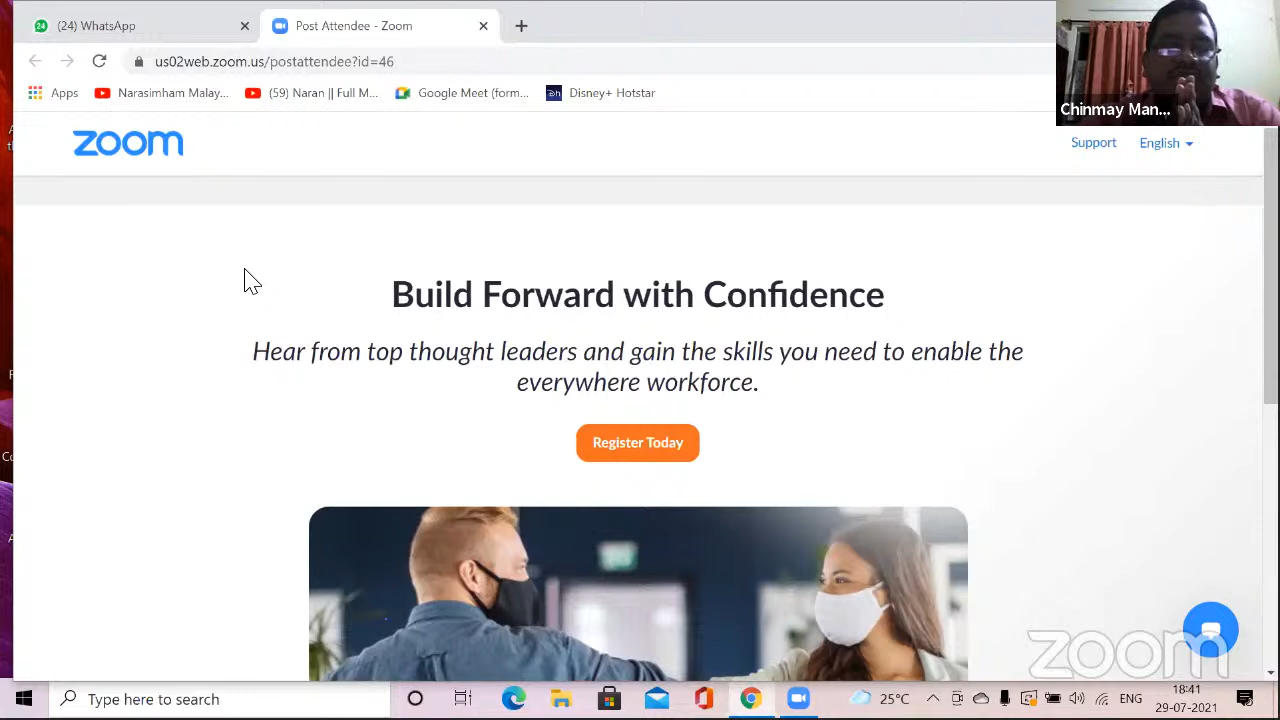 24
(24) WhatsApp
Post Attendee - Zoom
us02web.zoom.us/postattendee?id=46
Apps
Narasimham Malay...
(59) Naran || Full M...
Google Meet (form...
Disney+ Hotstar
Chinmay Man...
zoom
Support
English
Build Forward with Confidence
Hear from top thought leaders and gain the skills you need to enable the
everywhere workforce.
Register Today
zoom
Type here to search
25°C
ENG
18:41
29-07-2021